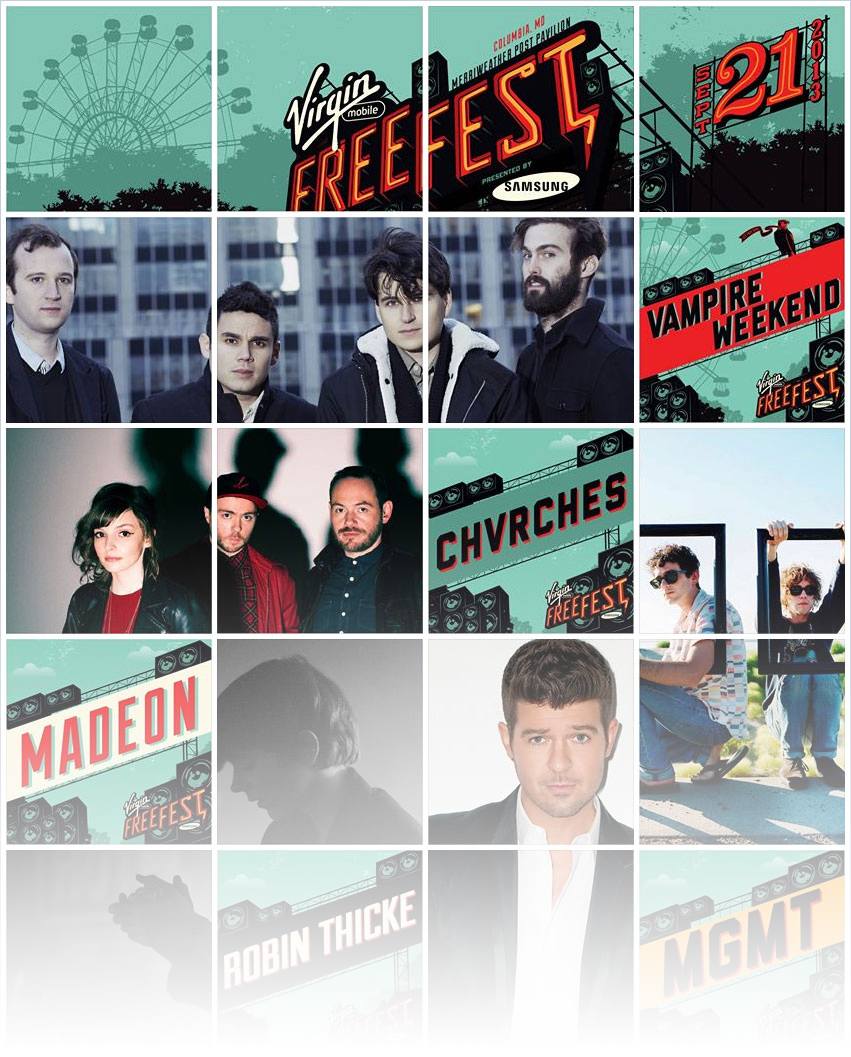 COLUMBIA, MD
MERRIWEATHER POST PAVILION
Virgin
mobile
FREEFEST
PRESENTED BY
SAMSUNG
SEPT
21
2013
VAMPIRE
WEEKEND
Virgin
FREEFEST
CHVRCHES
Virgin
FREEFEST
MADEON
Virgin
FREEFEST
ROBIN THICKE
FREEFEST
MGMT